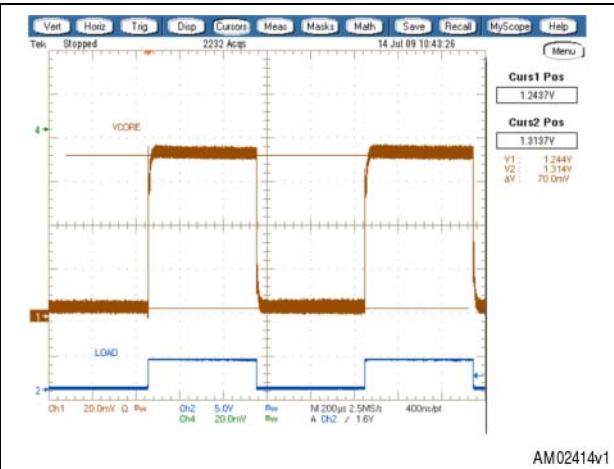 Vert Horiz Trig Disp Cursors Meas Masks Math Save Recall MyScope Help
Tek Stopped 2232 Acqs 14 Jul 09 10:43:26 Menu
Curs1 Pos
1.2437V
Curs2 Pos
1.3137V
V1: 1.244V
V2: 1.314V
ΔV: 70.0mV
4
VCORE
1
LOAD
2
Ch1 20.0mV Ω Bw Ch2 5.0V Bw M 200µs 2.5MS/s 400ns/pt
Ch4 20.0mV Bw A Ch2 / 1.6V
AM02414v1